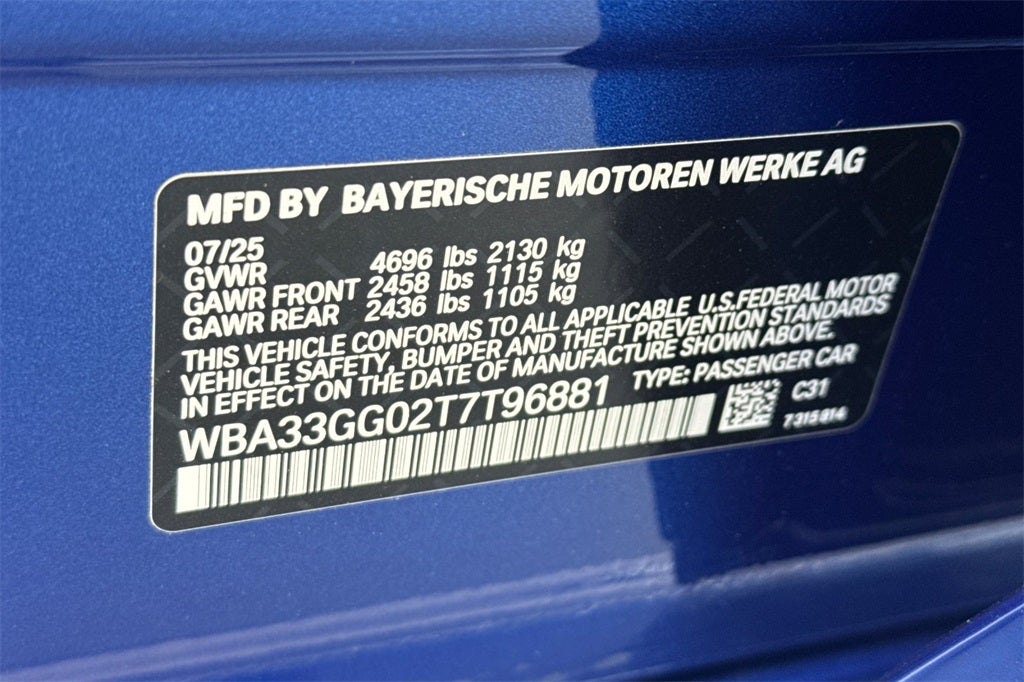 MFD BY BAYERISCHE MOTOREN WERKE AG
07/25
GVWR 4696 lbs 2130 kg
GAWR FRONT 2458 lbs 1115 kg
GAWR REAR 2436 lbs 1105 kg
THIS VEHICLE CONFORMS TO ALL APPLICABLE U.S.FEDERAL MOTOR
VEHICLE SAFETY, BUMPER AND THEFT PREVENTION STANDARDS
IN EFFECT ON THE DATE OF MANUFACTURE SHOWN ABOVE.
WBA33GG02T7T96881 TYPE: PASSENGER CAR
C31
7315814